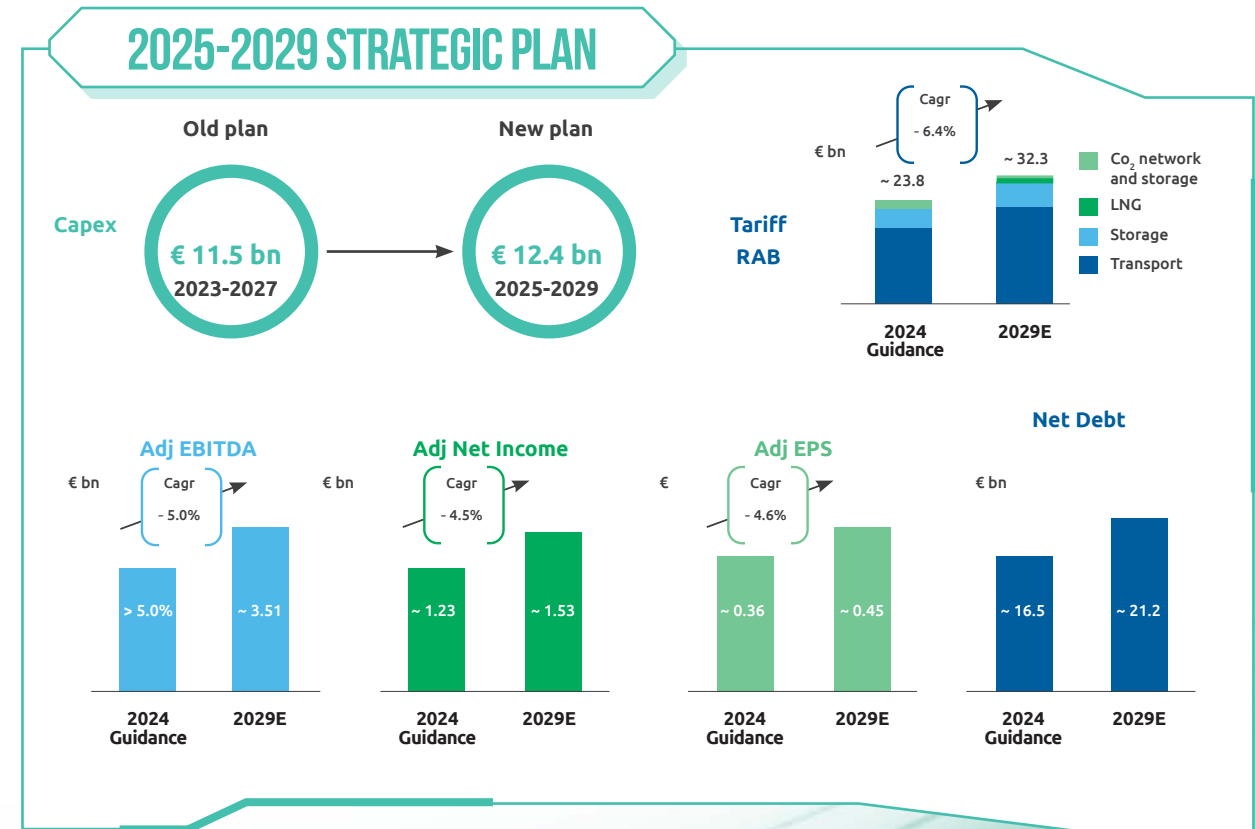 2025-2029 STRATEGIC PLAN
Old plan
New plan
Capex
€ 11.5 bn
2023-2027
€ 12.4 bn
2025-2029
Tariff
RAB
€ bn
Cagr
- 6.4%
~ 23.8
~ 32.3
2024
Guidance
2029E
Co₂ network
and storage
LNG
Storage
Transport
Adj EBITDA
€ bn
Cagr
- 5.0%
> 5.0%
~ 3.51
2024
Guidance
2029E
Adj Net Income
€ bn
Cagr
- 4.5%
~ 1.23
~ 1.53
2024
Guidance
2029E
Adj EPS
€
Cagr
- 4.6%
~ 0.36
~ 0.45
2024
Guidance
2029E
Net Debt
€ bn
~ 16.5
~ 21.2
2024
Guidance
2029E